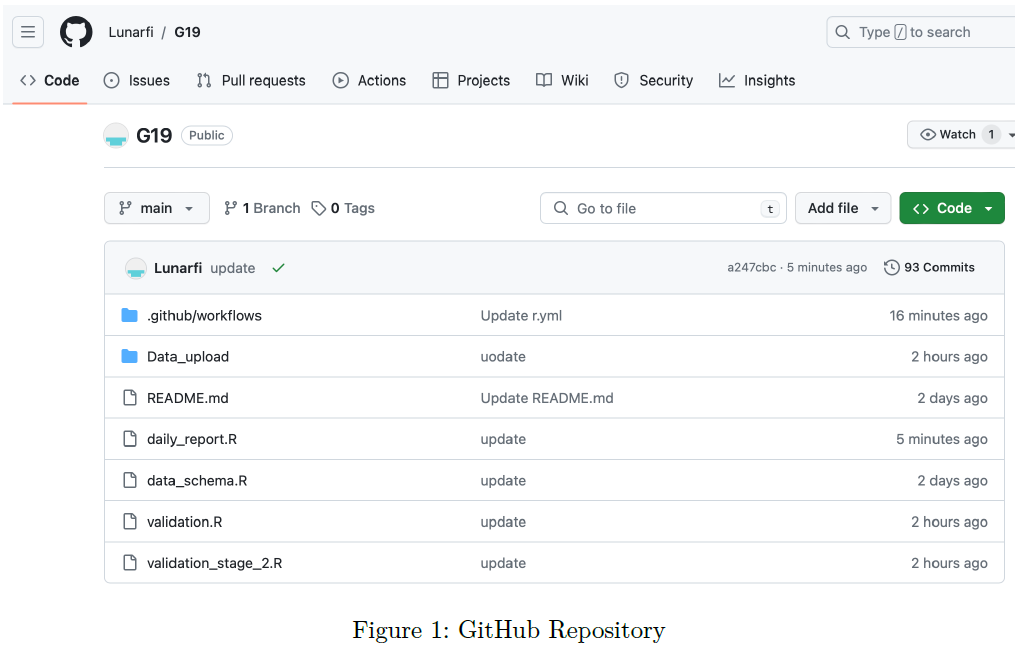 Lunarfi / G19
Type / to search
Code Issues Pull requests Actions Projects Wiki Security Insights
G19 Public
Watch 1
main 1 Branch 0 Tags
Go to file t
Add file
Code
Lunarfi update a247cbc · 5 minutes ago 93 Commits
.github/workflows Update r.yml 16 minutes ago
Data_upload uodate 2 hours ago
README.md Update README.md 2 days ago
daily_report.R update 5 minutes ago
data_schema.R update 2 days ago
validation.R update 2 hours ago
validation_stage_2.R update 2 hours ago
Figure 1: GitHub Repository